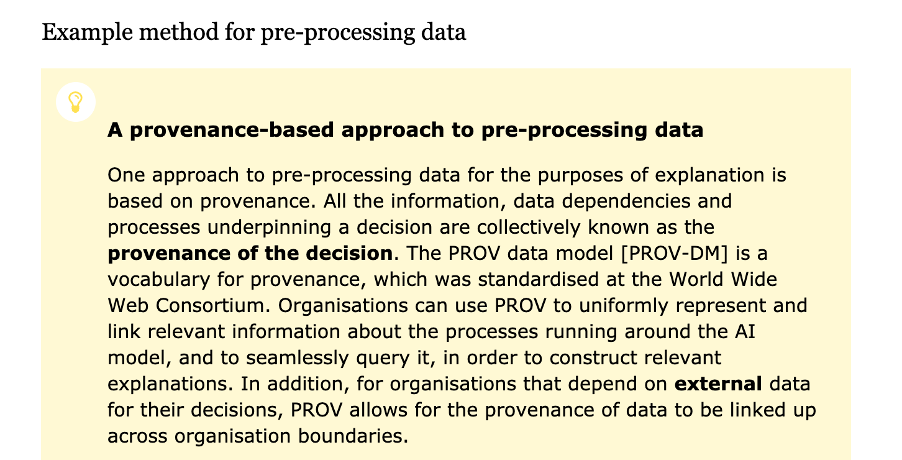 Example method for pre-processing data
A provenance-based approach to pre-processing data
One approach to pre-processing data for the purposes of explanation is
based on provenance. All the information, data dependencies and
processes underpinning a decision are collectively known as the
provenance of the decision. The PROV data model [PROV-DM] is a
vocabulary for provenance, which was standardised at the World Wide
Web Consortium. Organisations can use PROV to uniformly represent and
link relevant information about the processes running around the AI
model, and to seamlessly query it, in order to construct relevant
explanations. In addition, for organisations that depend on external data
for their decisions, PROV allows for the provenance of data to be linked up
across organisation boundaries.